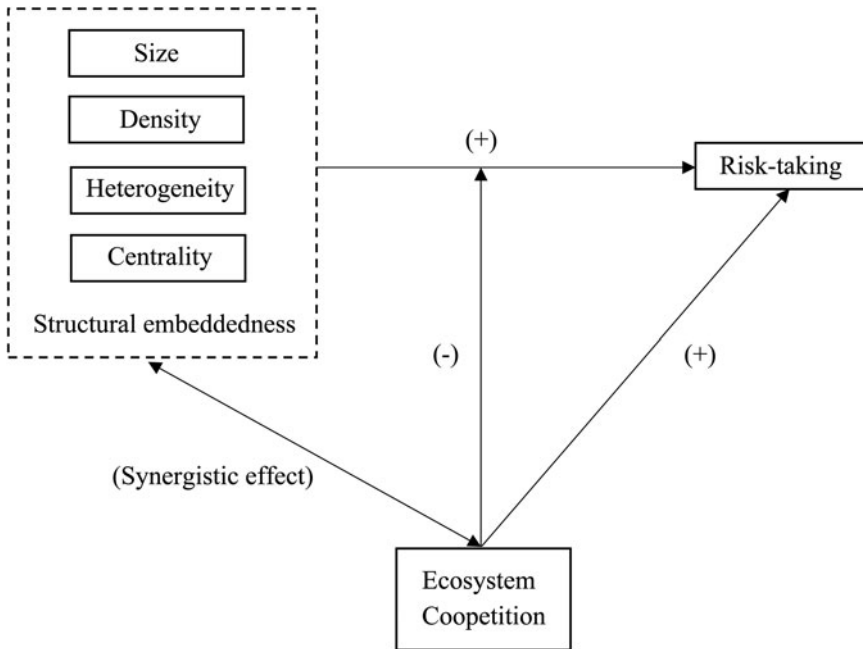 Size
Density
Heterogeneity
Centrality
Structural embeddedness
(+)
Risk-taking
(-)
(+)
(Synergistic effect)
Ecosystem
Coopetition